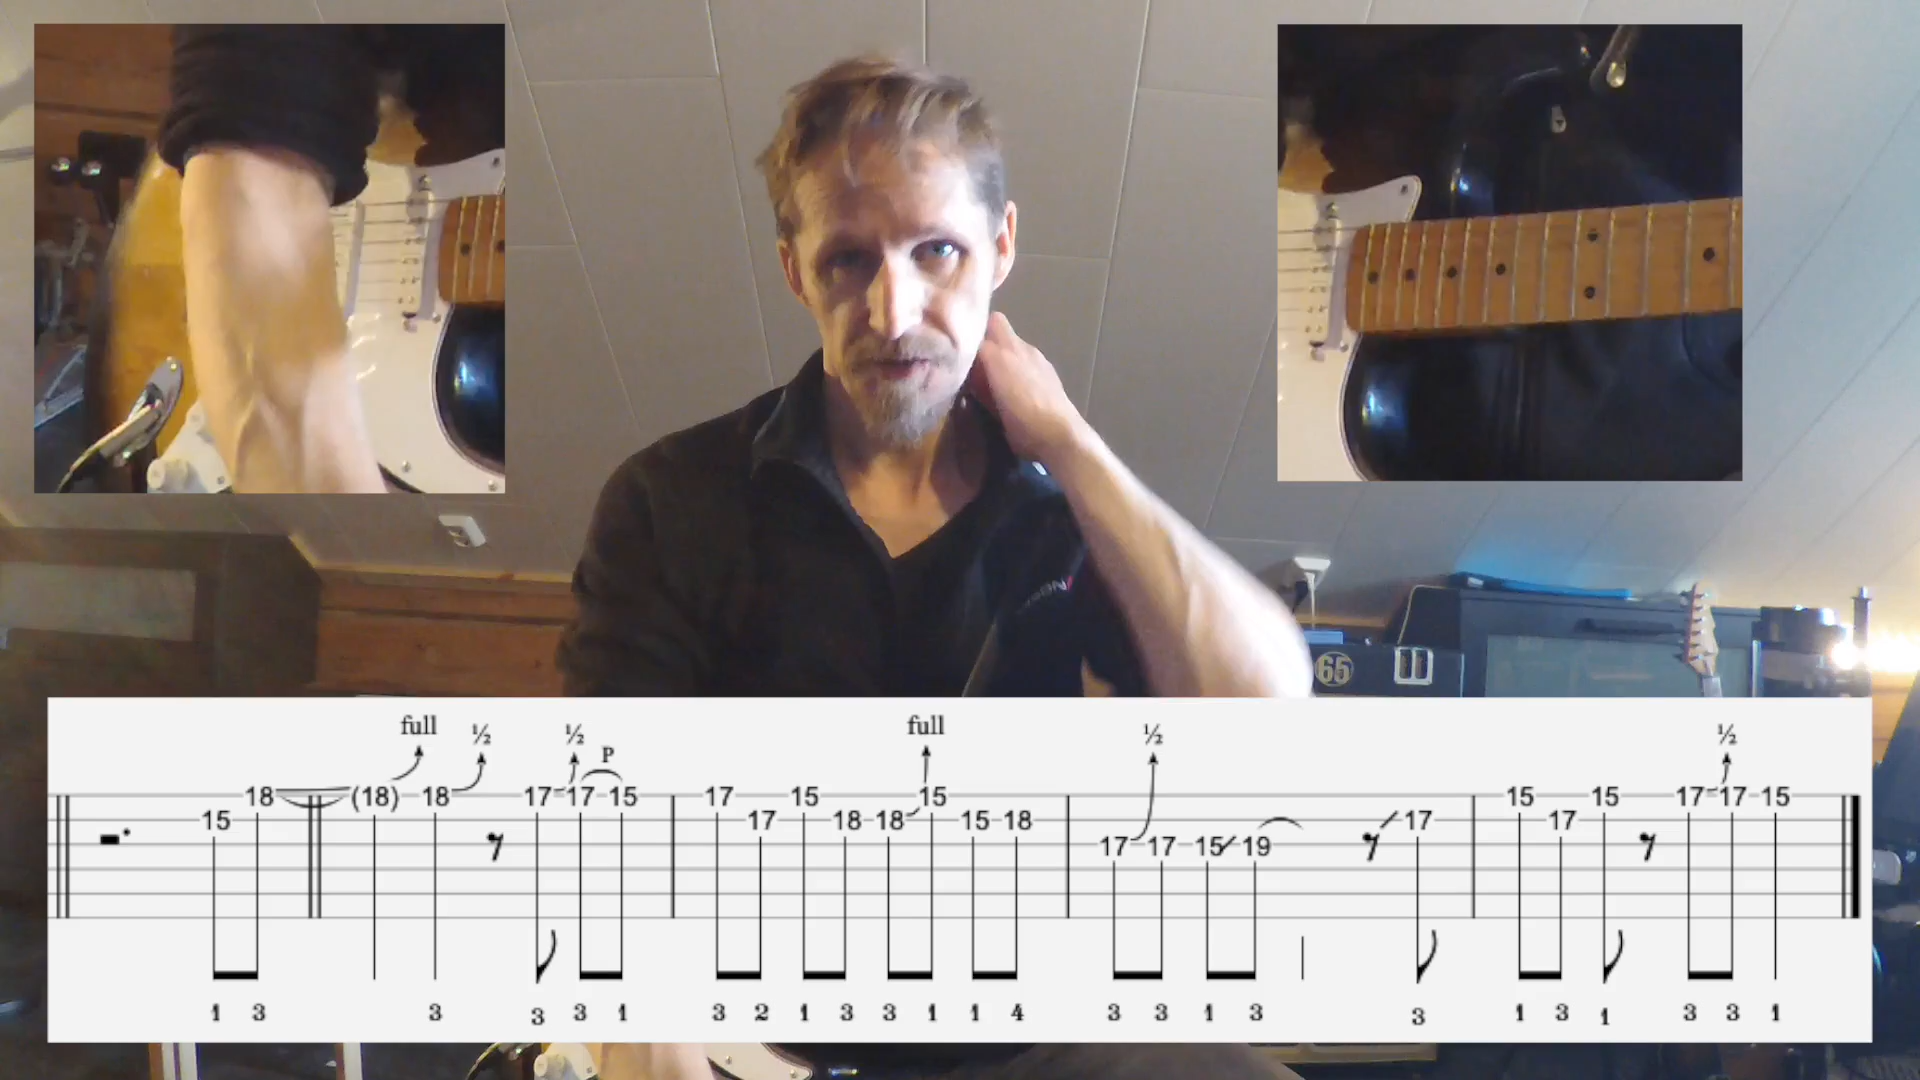 65
full ½ ½ P full ½ ½
18 (18) 18 17 17 15 17 15 15 15 15 17 17 15
15 17 18 18 15 18 17 17
17 17 15 19
1 3 3 3 3 1 3 2 1 3 3 1 1 4 3 3 1 3 3 1 3 1 3 3 1